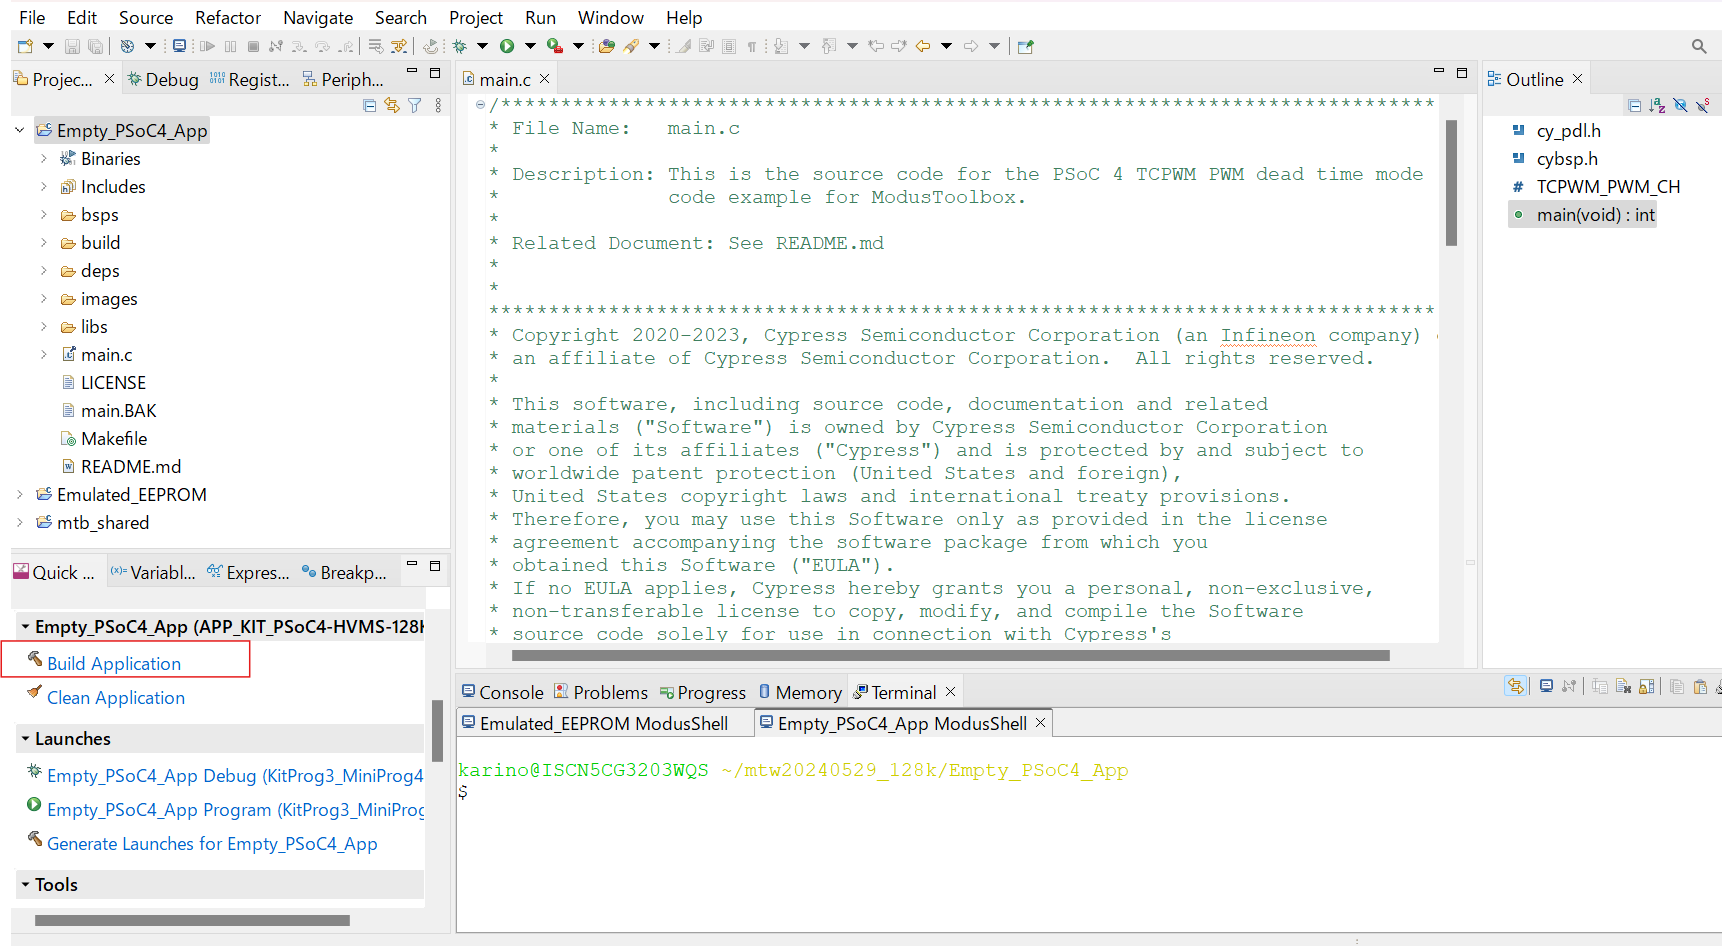 File Edit Source Refactor Navigate Search Project Run Window Help
Projec... Debug Regist... Periph...
Empty_PSoC4_App
Binaries
Includes
bsps
build
deps
images
libs
main.c
LICENSE
main.BAK
Makefile
README.md
Emulated_EEPROM
mtb_shared
Quick ... (x)= Variabl... Expres... Breakp...
Empty_PSoC4_App (APP_KIT_PSoC4-HVMS-128K
Build Application
Clean Application
Launches
Empty_PSoC4_App Debug (KitProg3_MiniProg4
Empty_PSoC4_App Program (KitProg3_MiniProg
Generate Launches for Empty_PSoC4_App
Tools
main.c
/******************************************************************************
* File Name:   main.c
*
* Description: This is the source code for the PSoC 4 TCPWM PWM dead time mode
*              code example for ModusToolbox.
*
* Related Document: See README.md
*
*
*******************************************************************************
* Copyright 2020-2023, Cypress Semiconductor Corporation (an Infineon company)
* an affiliate of Cypress Semiconductor Corporation.  All rights reserved.
*
* This software, including source code, documentation and related
* materials ("Software") is owned by Cypress Semiconductor Corporation
* or one of its affiliates ("Cypress") and is protected by and subject to
* worldwide patent protection (United States and foreign),
* United States copyright laws and international treaty provisions.
* Therefore, you may use this Software only as provided in the license
* agreement accompanying the software package from which you
* obtained this Software ("EULA").
* If no EULA applies, Cypress hereby grants you a personal, non-exclusive,
* non-transferable license to copy, modify, and compile the Software
* source code solely for use in connection with Cypress's
Outline
cy_pdl.h
cybsp.h
# TCPWM_PWM_CH
main(void) : int
Console Problems Progress Memory Terminal
Emulated_EEPROM ModusShell Empty_PSoC4_App ModusShell
karino@ISCN5CG3203WQS ~/mtw20240529_128k/Empty_PSoC4_App
$